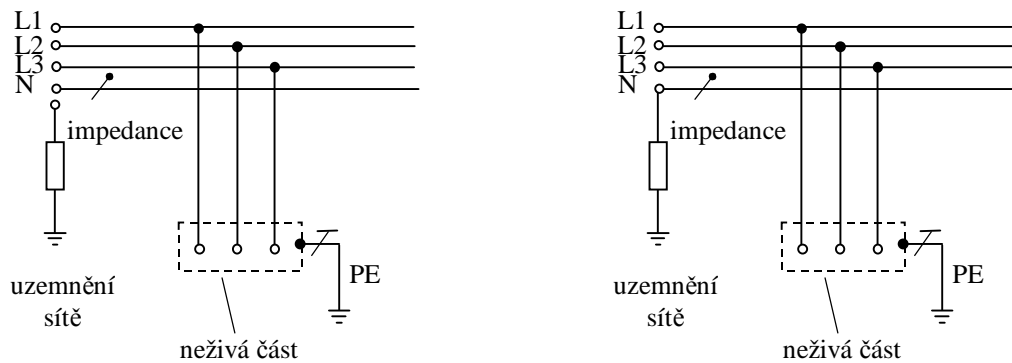 L1
L2
L3
N
impedance
uzemnění
sítě
PE
neživá část
L1
L2
L3
N
impedance
uzemnění
sítě
PE
neživá část